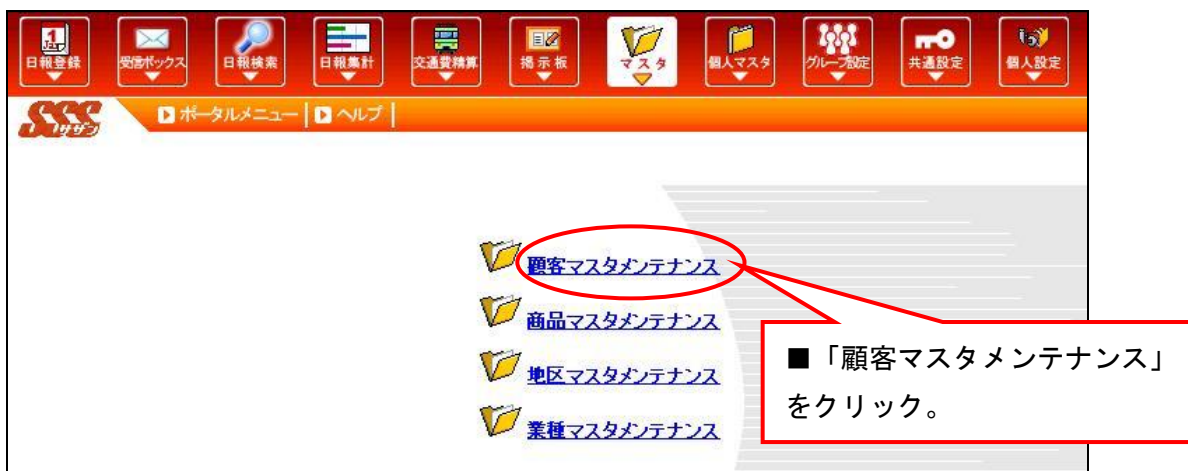 1
日報登録
受信ボックス
日報検索
日報集計
交通費精算
掲示板
マスタ
個人マスタ
グループ設定
共通設定
個人設定
SSS
サザン
ポータルメニュー
ヘルプ
顧客マスタメンテナンス
商品マスタメンテナンス
地区マスタメンテナンス
業種マスタメンテナンス
■「顧客マスタメンテナンス」
をクリック。